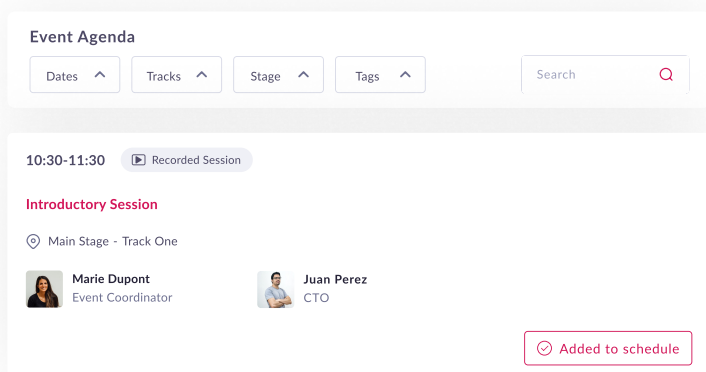 Event Agenda
Dates Tracks Stage Tags Search
10:30-11:30 Recorded Session
Introductory Session
Main Stage - Track One
Marie Dupont Juan Perez
Event Coordinator CTO
Added to schedule